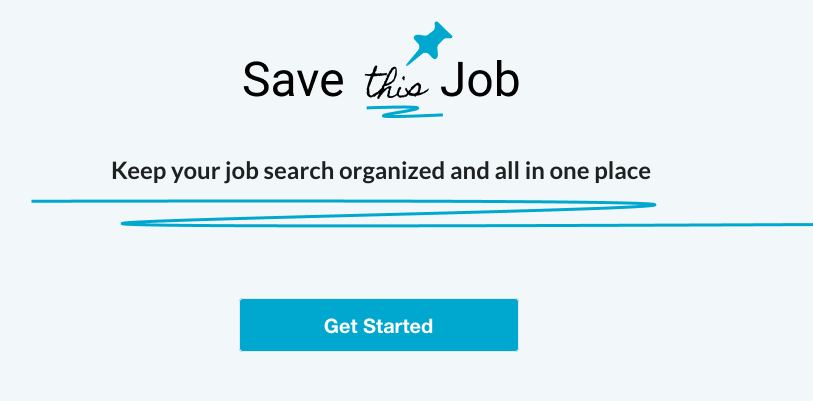 Save this Job
Keep your job search organized and all in one place
Get Started